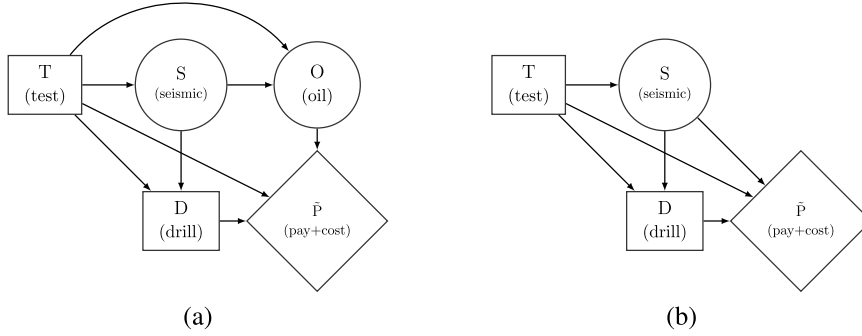 T
(test)
S
(seismic)
O
(oil)
D
(drill)
P̃
(pay+cost)
(a)
T
(test)
S
(seismic)
D
(drill)
P̃
(pay+cost)
(b)